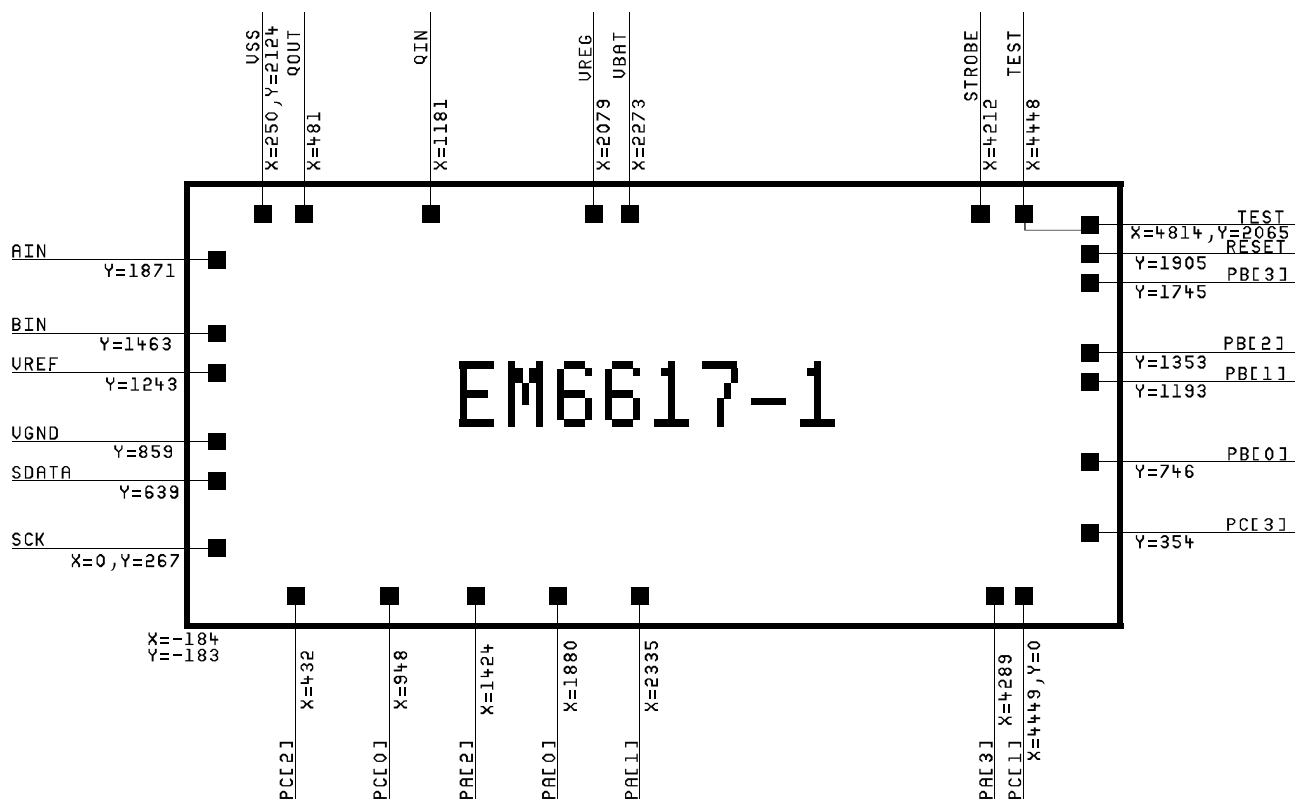 VSS
X=250,Y=2124
QOUT
X=481
QIN
X=1181
VREG
X=2079
VBAT
X=2273
STROBE
X=4212
TEST
X=4448
AIN
Y=1871
BIN
Y=1463
VREF
Y=1243
VGND
Y=859
SDATA
Y=639
SCK
X=0,Y=267
EM6617-1
TEST
X=4814,Y=2065
RESET
Y=1905
PB[3]
Y=1745
PB[2]
Y=1353
PB[1]
Y=1193
PB[0]
Y=746
PC[3]
Y=354
X=-184
Y=-183
PC[2]
X=432
PC[0]
X=948
PA[2]
X=1424
PA[0]
X=1880
PA[1]
X=2335
PA[3]
X=4289
PC[1]
X=4449,Y=0